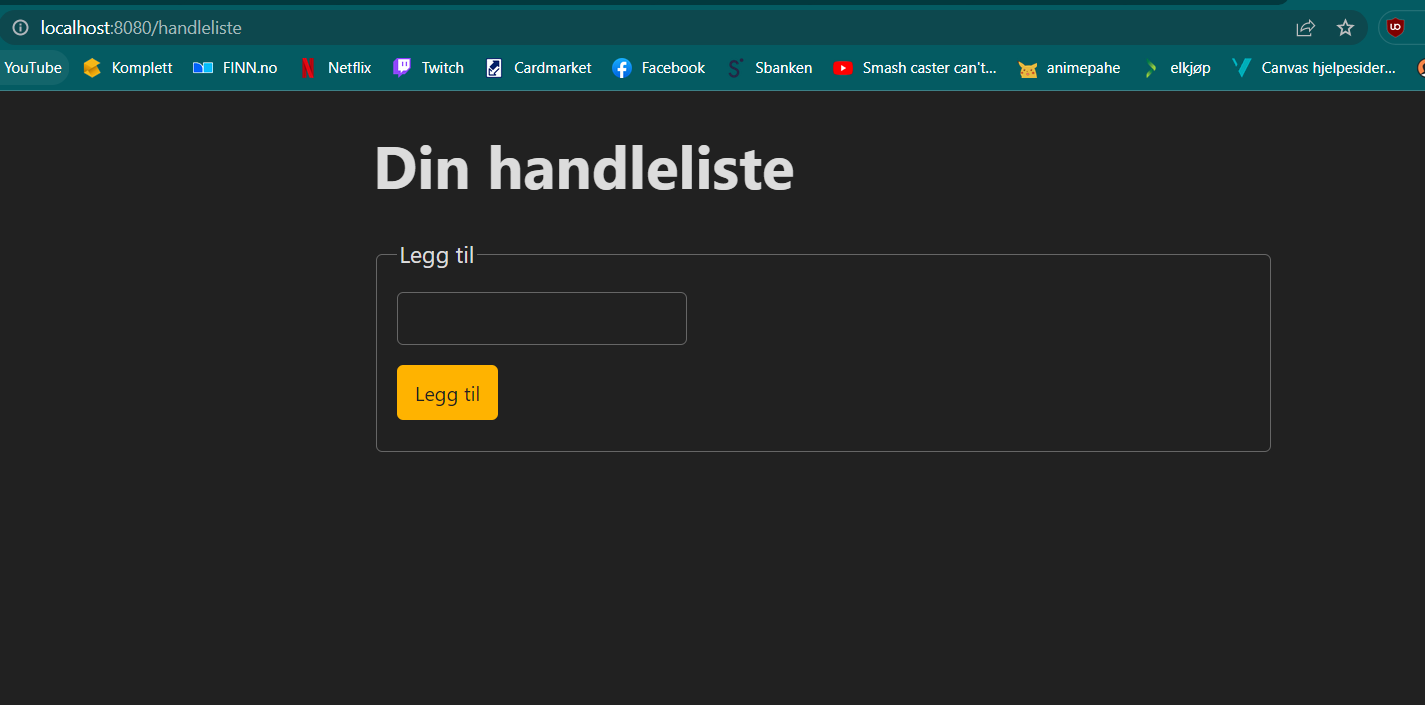 localhost:8080/handleliste
YouTube Komplett FINN.no Netflix Twitch Cardmarket Facebook Sbanken Smash caster can't... animepahe elkjøp Canvas hjelpesider...
Din handleliste
Legg til
Legg til